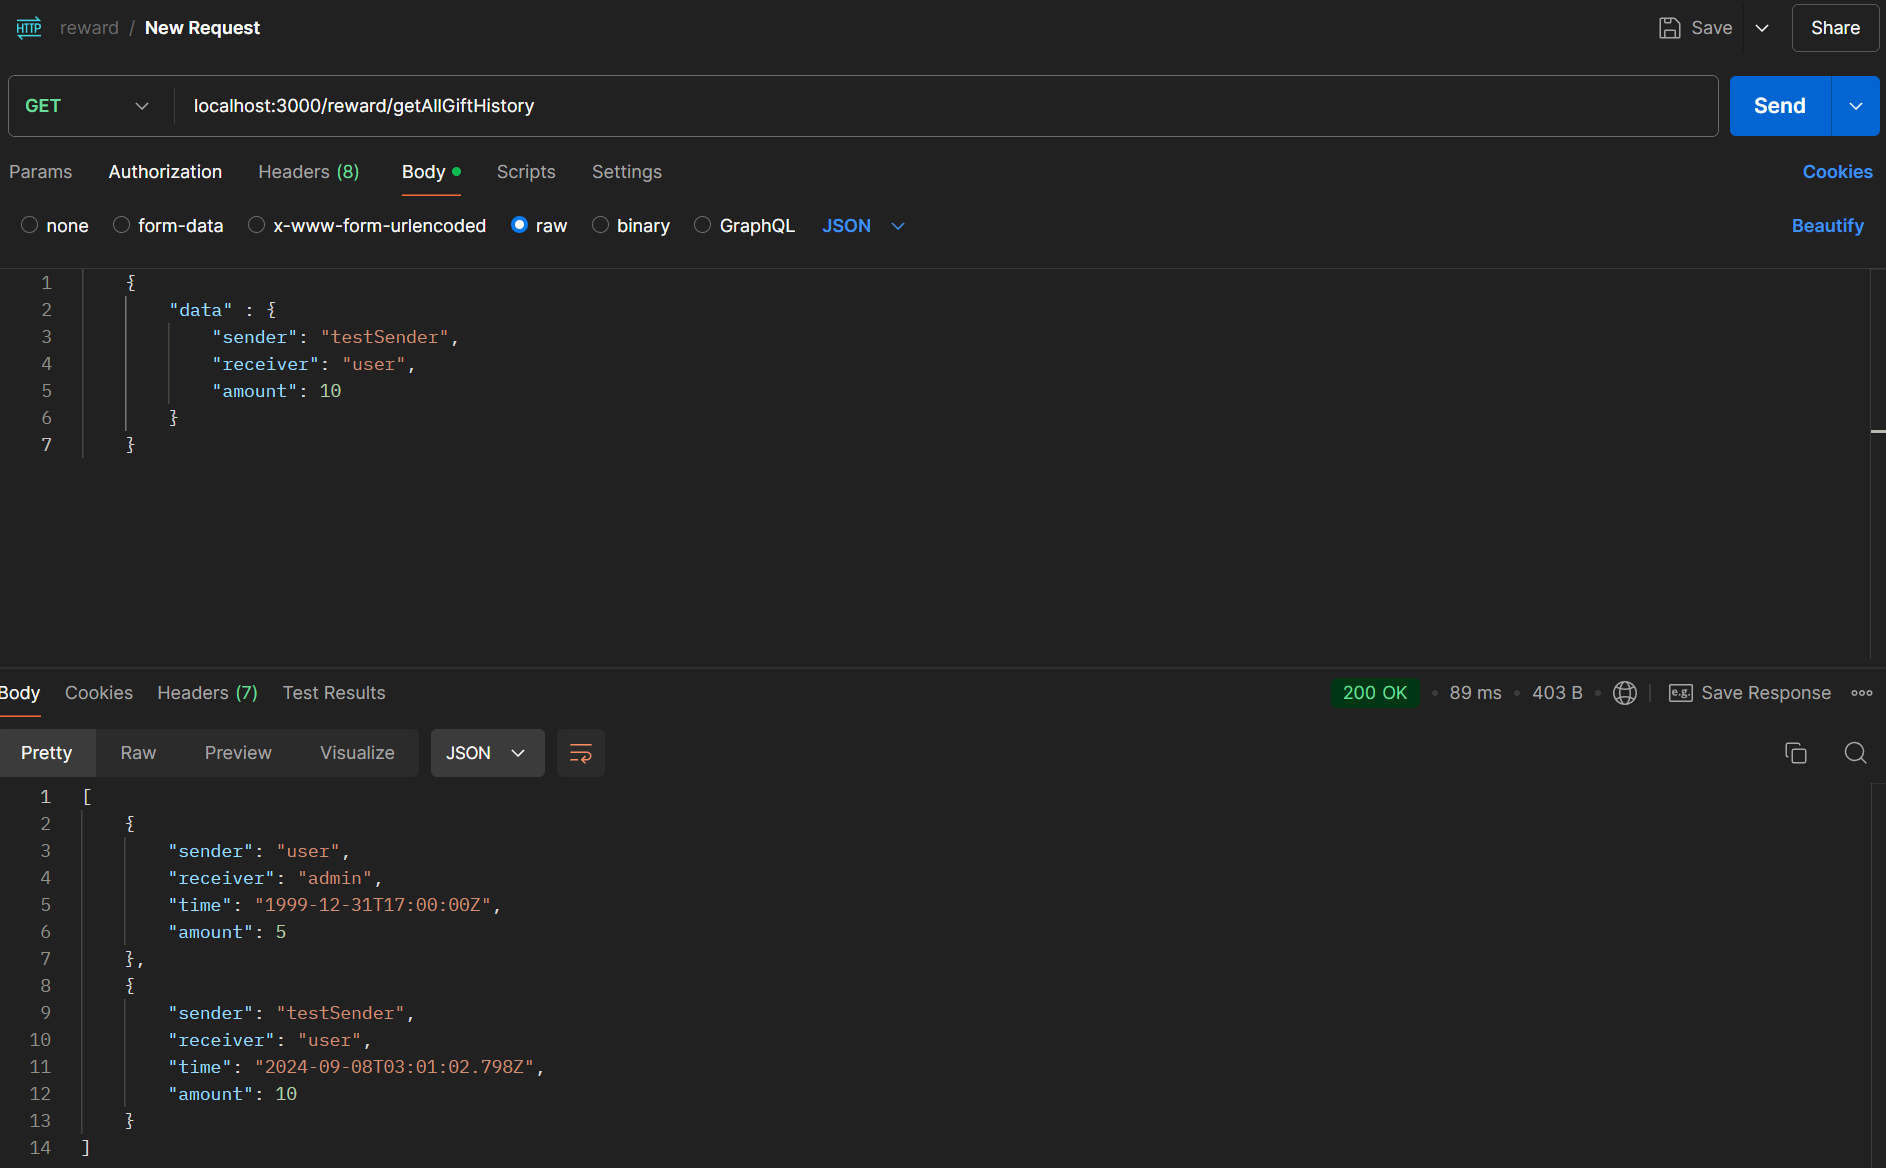 HTTP reward / New Request Save Share
GET localhost:3000/reward/getAllGiftHistory Send
Params Authorization Headers (8) Body Scripts Settings Cookies
none form-data x-www-form-urlencoded raw binary GraphQL JSON Beautify
1 {
2 "data" : {
3 "sender": "testSender",
4 "receiver": "user",
5 "amount": 10
6 }
7 }
Body Cookies Headers (7) Test Results 200 OK • 89 ms • 403 B • e.g. Save Response
Pretty Raw Preview Visualize JSON
1 [
2 {
3 "sender": "user",
4 "receiver": "admin",
5 "time": "1999-12-31T17:00:00Z",
6 "amount": 5
7 },
8 {
9 "sender": "testSender",
10 "receiver": "user",
11 "time": "2024-09-08T03:01:02.798Z",
12 "amount": 10
13 }
14 ]